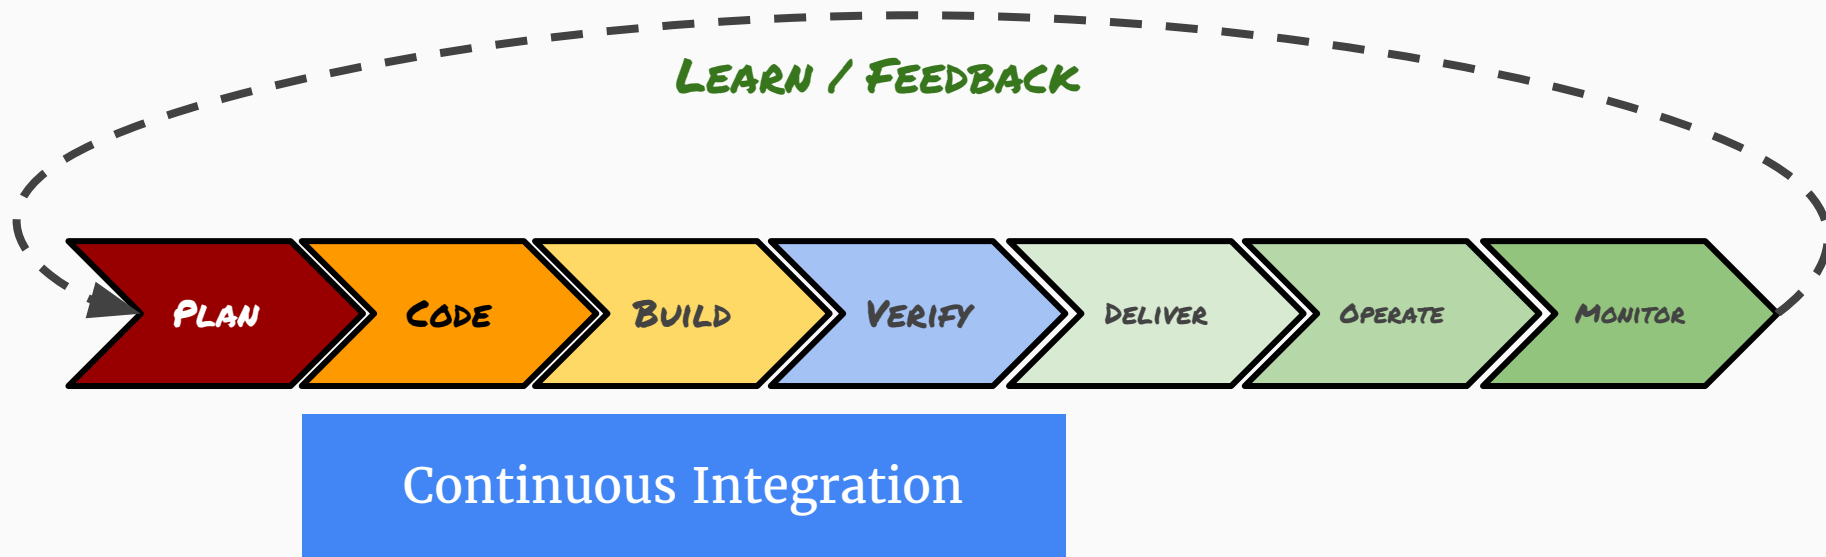 Learn / Feedback
Plan
Code
Build
Verify
Deliver
Operate
Monitor
Continuous Integration